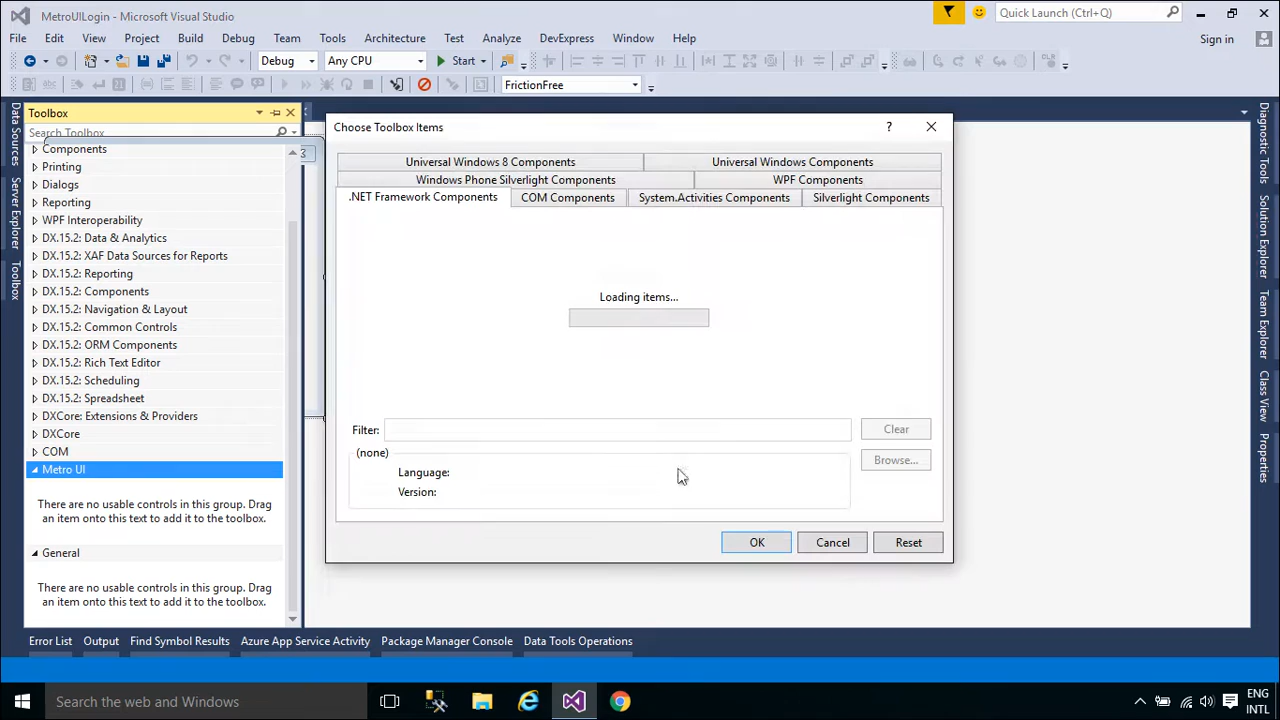 MetroUILogin - Microsoft Visual Studio
Quick Launch (Ctrl+Q)
File Edit View Project Build Debug Team Tools Architecture Test Analyze DevExpress Window Help
Sign in
Debug Any CPU Start
FrictionFree
Data Sources
Server Explorer
Toolbox
Toolbox
Search Toolbox
Components
Printing
Dialogs
Reporting
WPF Interoperability
DX.15.2: Data & Analytics
DX.15.2: XAF Data Sources for Reports
DX.15.2: Reporting
DX.15.2: Components
DX.15.2: Navigation & Layout
DX.15.2: Common Controls
DX.15.2: ORM Components
DX.15.2: Rich Text Editor
DX.15.2: Scheduling
DX.15.2: Spreadsheet
DXCore: Extensions & Providers
DXCore
COM
Metro UI
There are no usable controls in this group. Drag
an item onto this text to add it to the toolbox.
General
There are no usable controls in this group. Drag
an item onto this text to add it to the toolbox.
Choose Toolbox Items
?
Universal Windows 8 Components Universal Windows Components
Windows Phone Silverlight Components WPF Components
.NET Framework Components COM Components System.Activities Components Silverlight Components
Loading items...
Filter:
Clear
(none)
Browse...
Language:
Version:
OK Cancel Reset
Diagnostic Tools
Solution Explorer
Team Explorer
Class View
Properties
Error List Output Find Symbol Results Azure App Service Activity Package Manager Console Data Tools Operations
Search the web and Windows
ENG
INTL